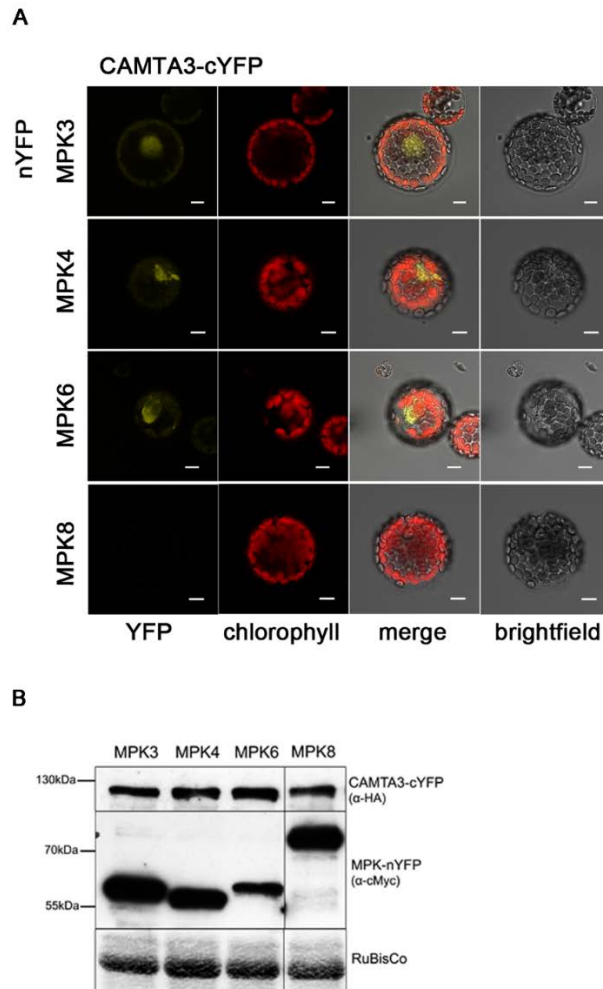 A
CAMTA3-cYFP
nYFP
MPK3
MPK4
MPK6
MPK8
YFP chlorophyll merge brightfield
B
MPK3 MPK4 MPK6 MPK8
130kDa
CAMTA3-cYFP
(α-HA)
70kDa
MPK-nYFP
(α-cMyc)
55kDa
RuBisCo